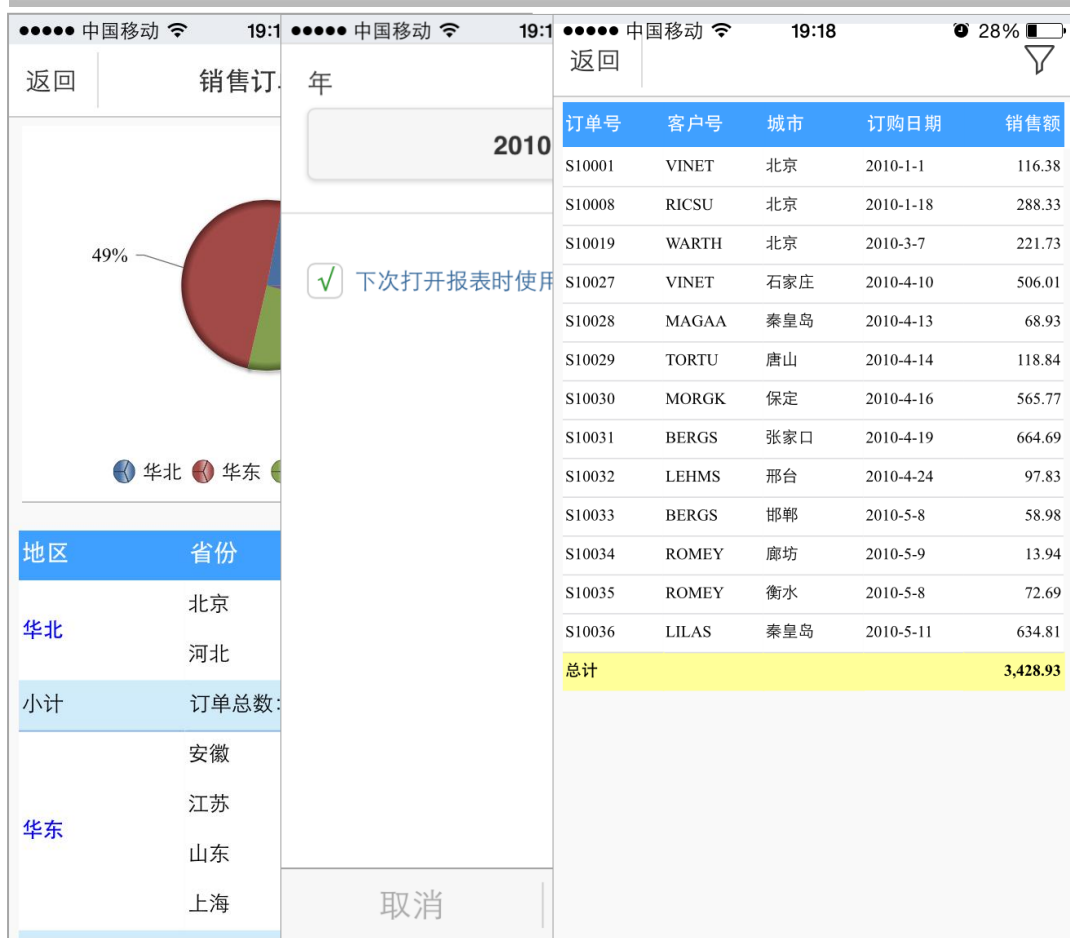 中国移动 19:1
返回 销售订
49%
华北 华东
地区 省份
华北 北京
河北
小计 订单总数:
华东 安徽
江苏
山东
上海
中国移动 19:1
年
2010
√ 下次打开报表时使用
取消
中国移动 19:18 28%
返回
订单号 客户号 城市 订购日期 销售额
S10001 VINET 北京 2010-1-1 116.38
S10008 RICSU 北京 2010-1-18 288.33
S10019 WARTH 北京 2010-3-7 221.73
S10027 VINET 石家庄 2010-4-10 506.01
S10028 MAGAA 秦皇岛 2010-4-13 68.93
S10029 TORTU 唐山 2010-4-14 118.84
S10030 MORGK 保定 2010-4-16 565.77
S10031 BERGS 张家口 2010-4-19 664.69
S10032 LEHMS 邢台 2010-4-24 97.83
S10033 BERGS 邯郸 2010-5-8 58.98
S10034 ROMEY 廊坊 2010-5-9 13.94
S10035 ROMEY 衡水 2010-5-8 72.69
S10036 LILAS 秦皇岛 2010-5-11 634.81
总计 3,428.93